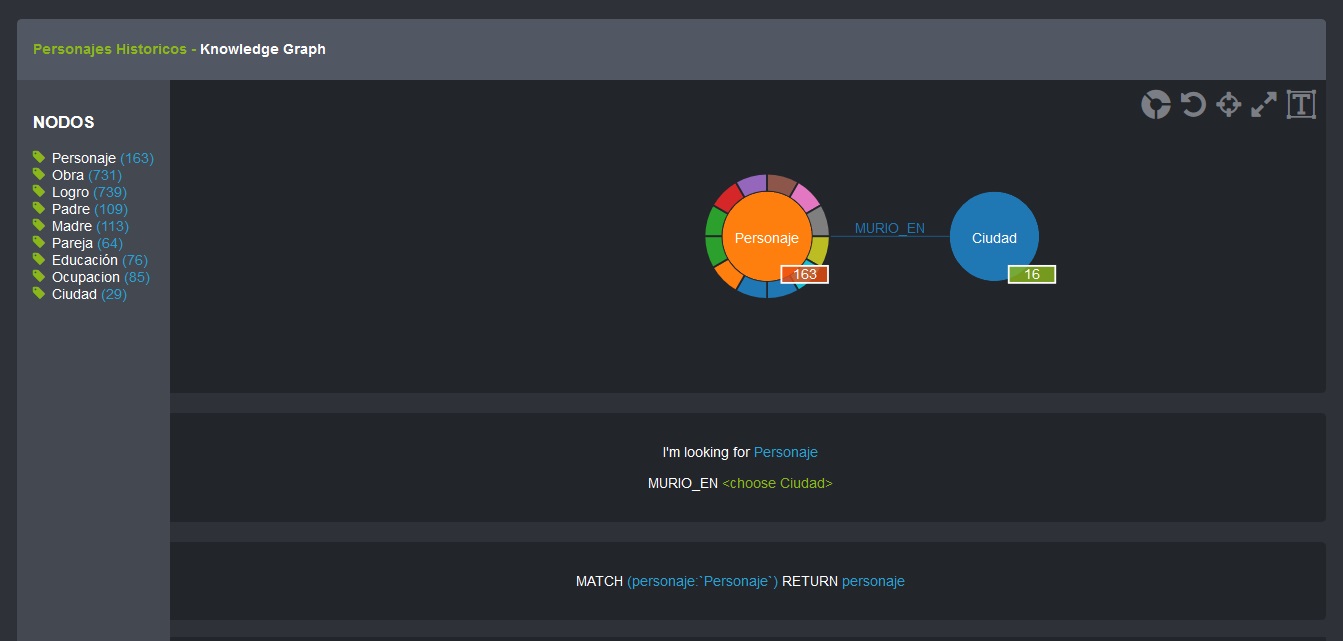 Personajes Historicos - Knowledge Graph
NODOS
Personaje (163)
Obra (731)
Logro (739)
Padre (109)
Madre (113)
Pareja (64)
Educación (76)
Ocupacion (85)
Ciudad (29)
T
Personaje
163
MURIO_EN
Ciudad
16
I'm looking for Personaje
MURIO_EN <choose Ciudad>
MATCH (personaje:`Personaje`) RETURN personaje